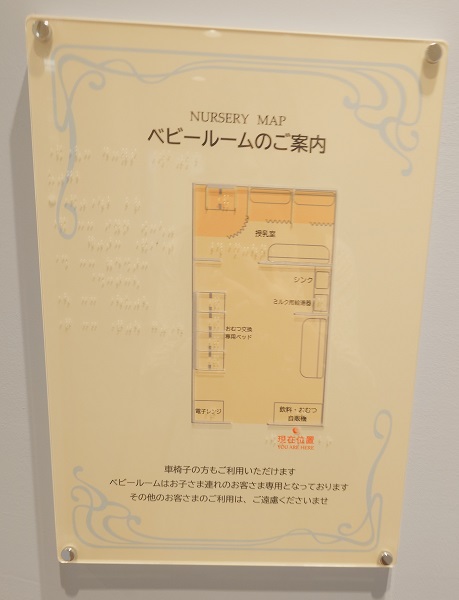 NURSERY MAP
ベビールームのご案内
授乳室
シンク
ミルク用給湯器
おむつ交換
専用ベッド
電子レンジ
飲料・おむつ
自販機
現在位置
YOU ARE HERE
車椅子の方もご利用いただけます
ベビールームはお子さま連れのお客さま専用となっております
その他のお客さまのご利用は、ご遠慮くださいませ